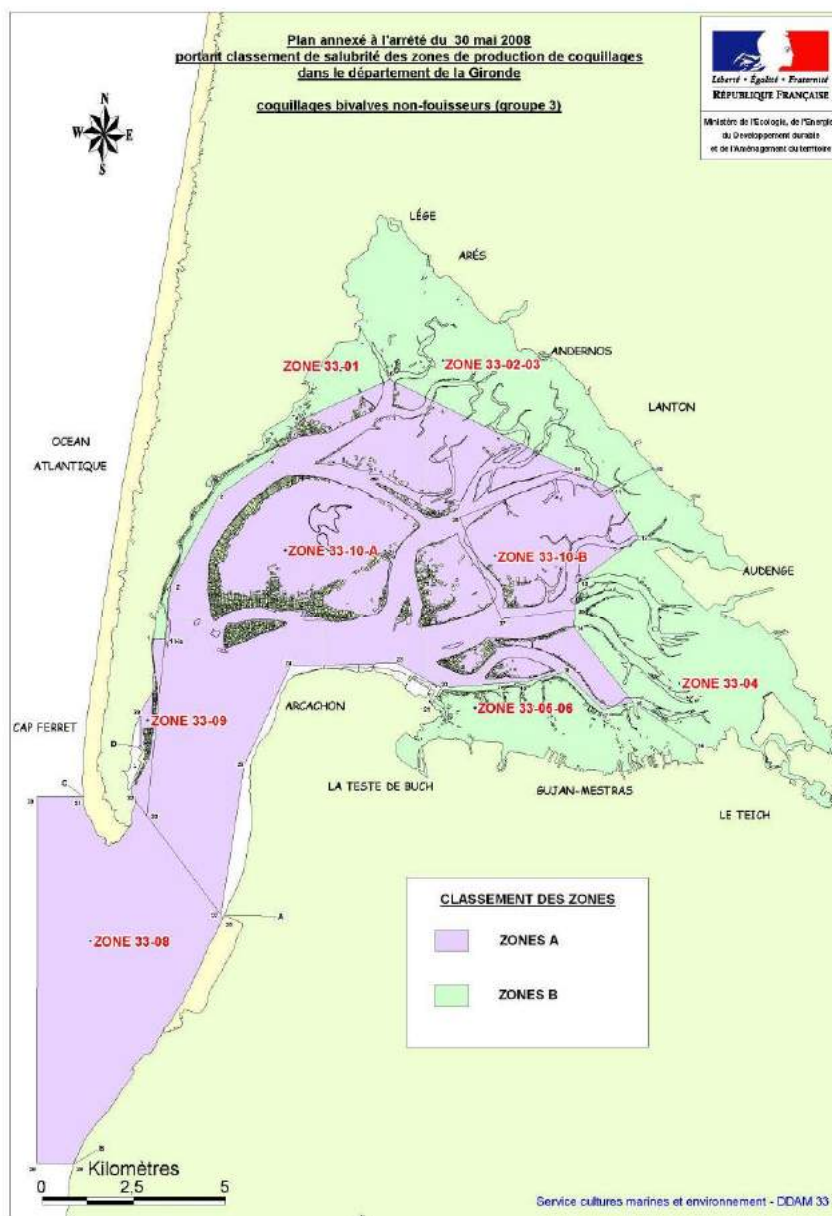 Plan annexé à l'arrêté du 30 mai 2008
portant classement de salubrité des zones de production de coquillages
dans le département de la Gironde
coquillages bivalves non-fouisseurs (groupe 3)
Liberté • Égalité • Fraternité
RÉPUBLIQUE FRANÇAISE
Ministère de l'Ecologie, de l'Energie
du Developpement durable
et de l'Aménagement du territoire
N
W E
S
LÉGE
ARÉS
ANDERNOS
ZONE 33-01
ZONE 33-02-03
LANTON
OCEAN
ATLANTIQUE
ZONE 33-10-A
ZONE 33-10-B
AUDENGE
ZONE 33-04
ARCACHON
ZONE 33-05-06
CAP FERRET
ZONE 33-09
D
C
LA TESTE DE BUCH
GUJAN-MESTRAS
LE TEICH
A
ZONE 33-08
CLASSEMENT DES ZONES
ZONES A
ZONES B
B
Kilomètres
0 2,5 5
Service cultures marines et environnement - DDAM 33